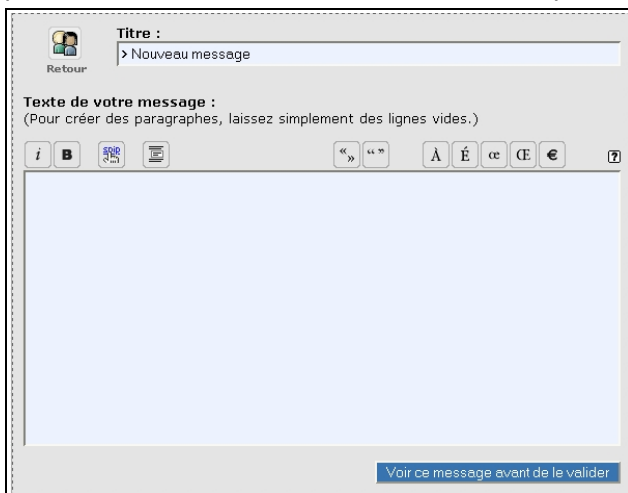 Titre :
> Nouveau message
Retour
Texte de votre message :
(Pour créer des paragraphes, laissez simplement des lignes vides.)
i B SPIP « » “ ” À É œ Œ € ?
Voir ce message avant de le valider